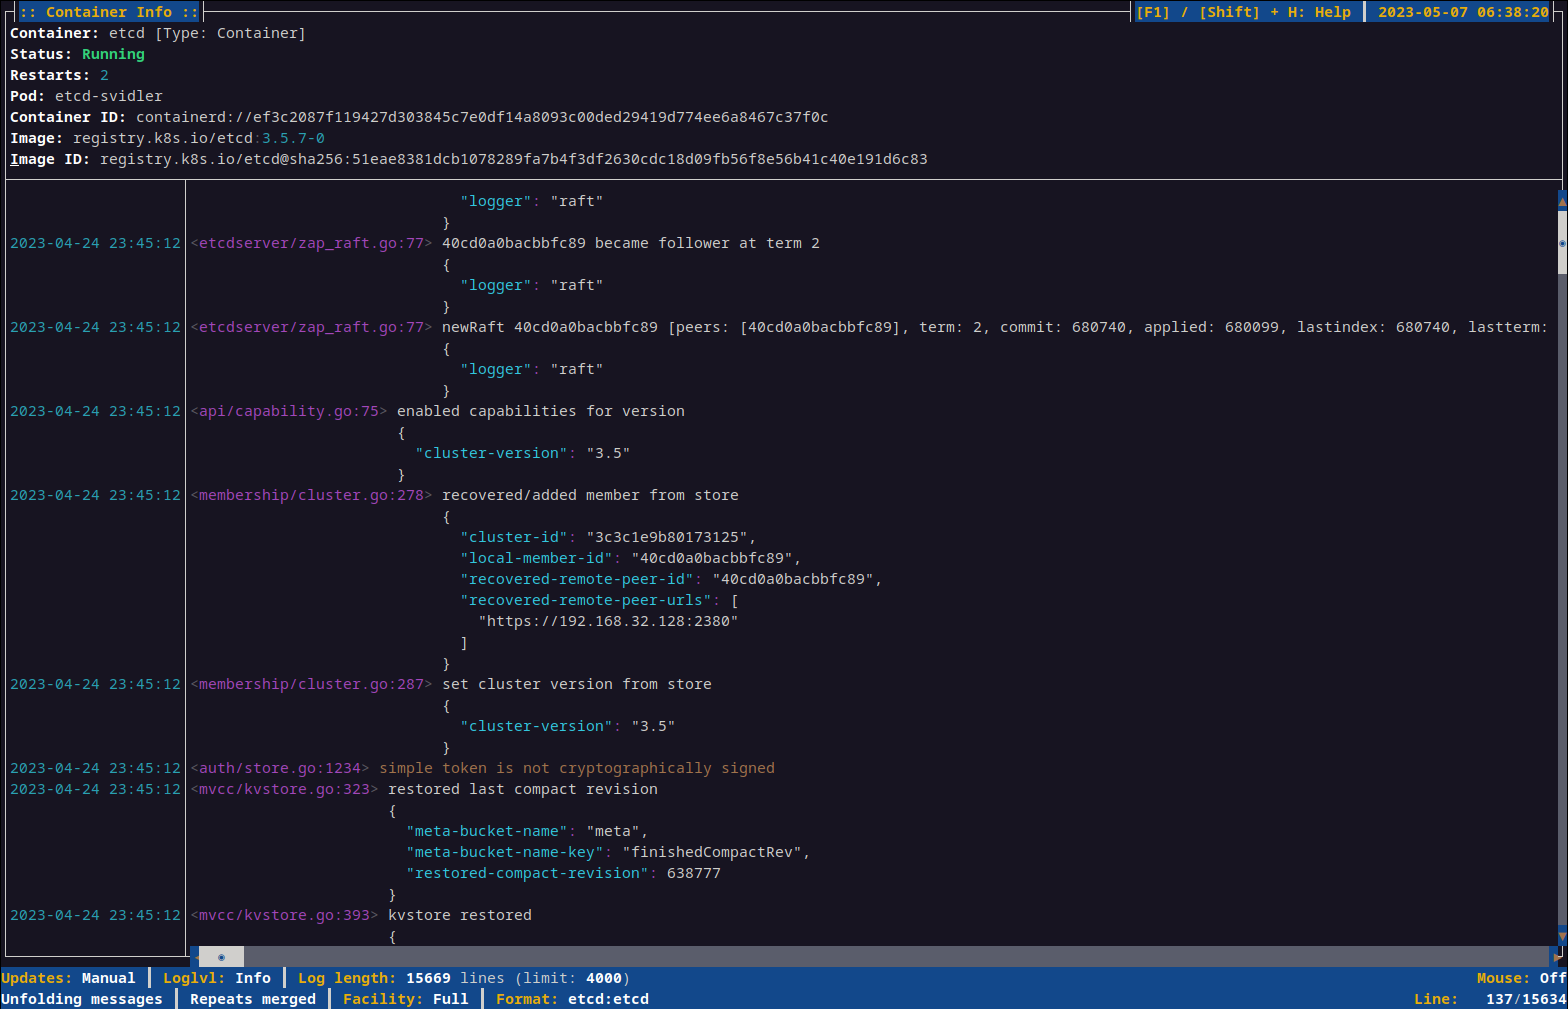 :: Container Info :: [F1] / [Shift] + H: Help 2023-05-07 06:38:20
Container: etcd [Type: Container]
Status: Running
Restarts: 2
Pod: etcd-svidler
Container ID: containerd://ef3c2087f119427d303845c7e0df14a8093c00ded29419d774ee6a8467c37f0c
Image: registry.k8s.io/etcd:3.5.7-0
Image ID: registry.k8s.io/etcd@sha256:51eae8381dcb1078289fa7b4f3df2630cdc18d09fb56f8e56b41c40e191d6c83
"logger": "raft"
}
2023-04-24 23:45:12 <etcdserver/zap_raft.go:77> 40cd0a0bacbbfc89 became follower at term 2
{
"logger": "raft"
}
2023-04-24 23:45:12 <etcdserver/zap_raft.go:77> newRaft 40cd0a0bacbbfc89 [peers: [40cd0a0bacbbfc89], term: 2, commit: 680740, applied: 680099, lastindex: 680740, lastterm:
{
"logger": "raft"
}
2023-04-24 23:45:12 <api/capability.go:75> enabled capabilities for version
{
"cluster-version": "3.5"
}
2023-04-24 23:45:12 <membership/cluster.go:278> recovered/added member from store
{
"cluster-id": "3c3c1e9b80173125",
"local-member-id": "40cd0a0bacbbfc89",
"recovered-remote-peer-id": "40cd0a0bacbbfc89",
"recovered-remote-peer-urls": [
"https://192.168.32.128:2380"
]
}
2023-04-24 23:45:12 <membership/cluster.go:287> set cluster version from store
{
"cluster-version": "3.5"
}
2023-04-24 23:45:12 <auth/store.go:1234> simple token is not cryptographically signed
2023-04-24 23:45:12 <mvcc/kvstore.go:323> restored last compact revision
{
"meta-bucket-name": "meta",
"meta-bucket-name-key": "finishedCompactRev",
"restored-compact-revision": 638777
}
2023-04-24 23:45:12 <mvcc/kvstore.go:393> kvstore restored
{
Updates: Manual Loglvl: Info Log length: 15669 lines (limit: 4000) Mouse: Off
Unfolding messages Repeats merged Facility: Full Format: etcd:etcd Line: 137/15634